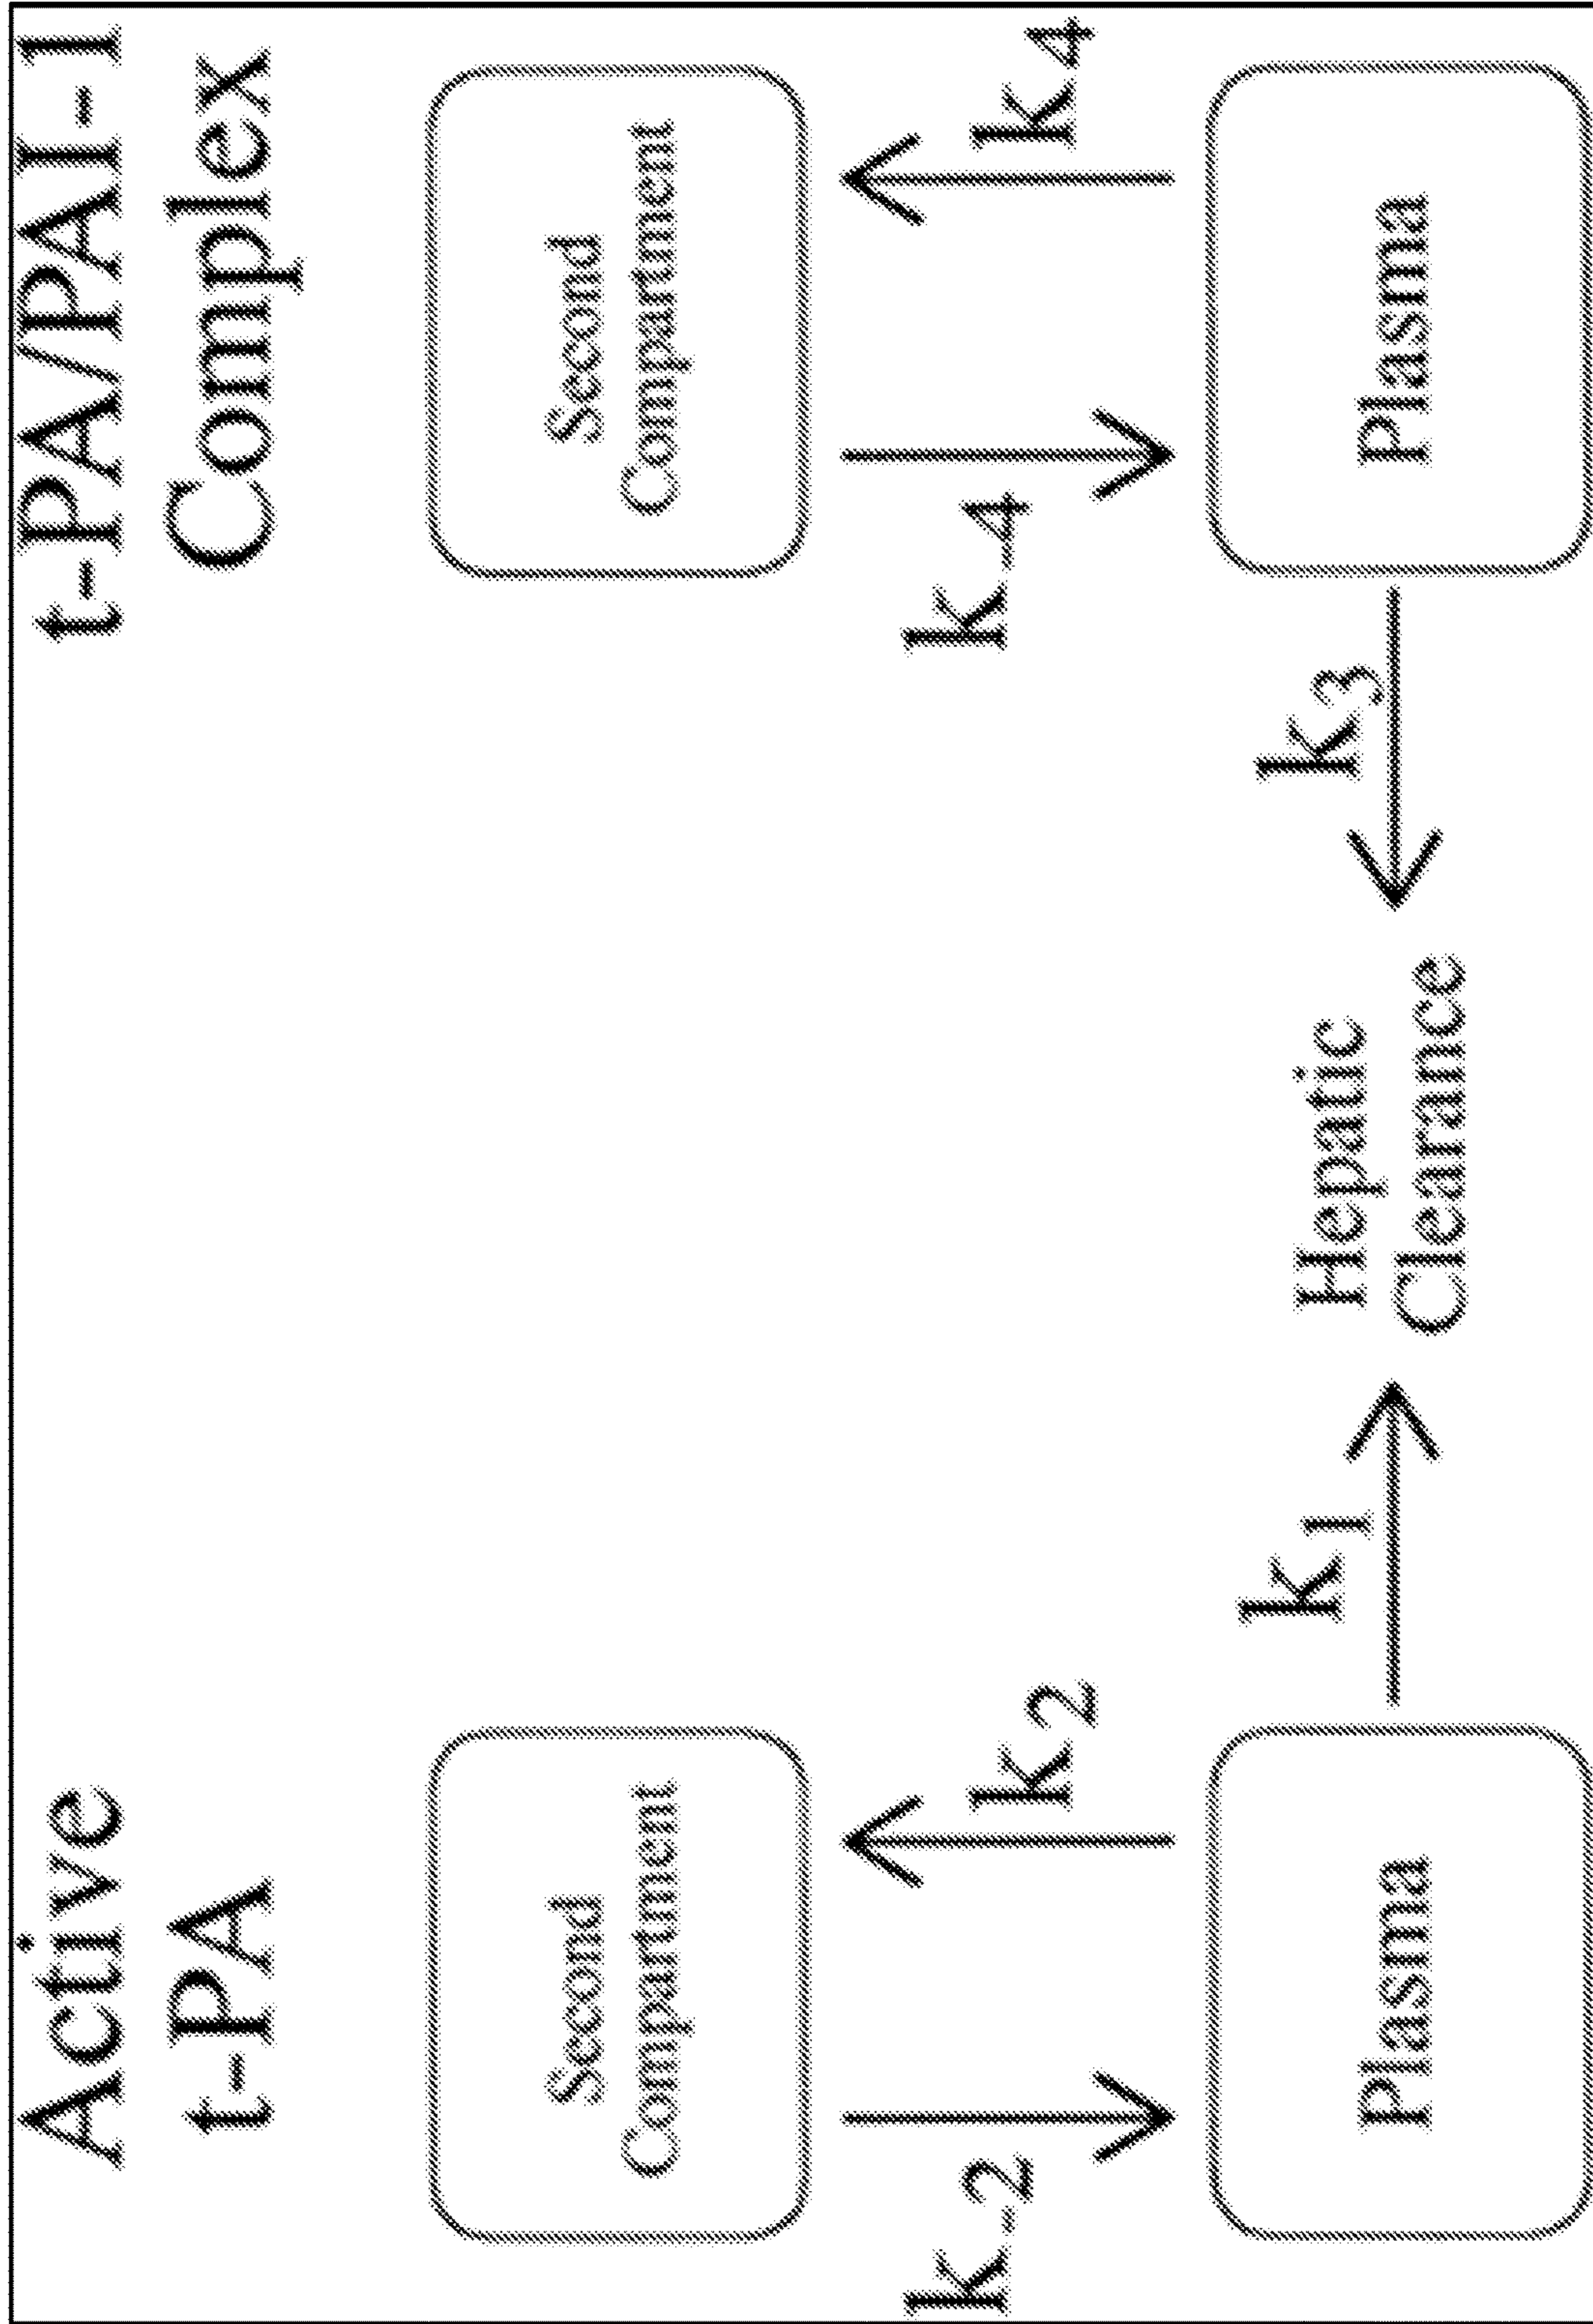 Active
t-PA
t-PA/PAI-1
Complex
Second
Compartment
Second
Compartment
k-2
k2
k-4
k4
Plasma
k1
Hepatic
Clearance
k3
Plasma